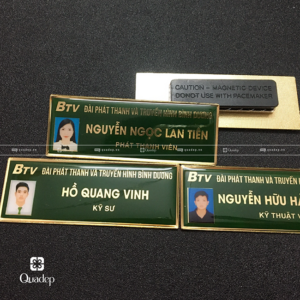 CAUTION - MAGNETIC DEVICE
DO NOT USE WITH PACEMAKER
BTV ĐÀI PHÁT THANH VÀ TRUYỀN HÌNH BÌNH DƯƠNG
NGUYỄN NGỌC LAN TIÊN
PHÁT THANH VIÊN
BTV ĐÀI PHÁT THANH VÀ TRUYỀN HÌNH BÌNH DƯƠNG
HỒ QUANG VINH
KỸ SƯ
BTV ĐÀI PHÁT THANH VÀ TRUYỀN HÌNH BÌNH
NGUYỄN HỮU
KỸ THUẬT
Quadep